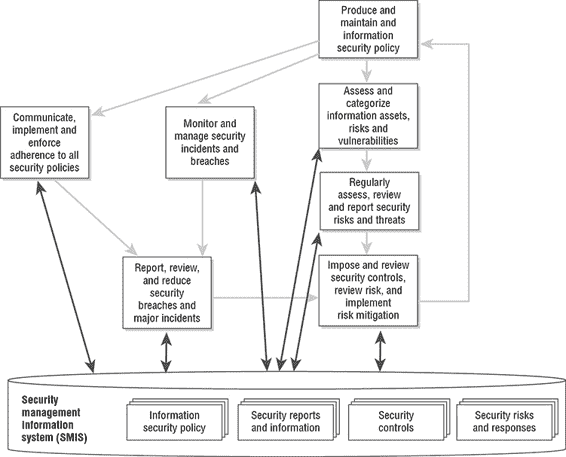 Produce and
maintain and
information
security policy
Assess and
categorize
information assets,
risks and
vulnerabilities
Communicate,
implement and
enforce
adherence to all
security policies
Monitor and
manage security
incidents and
breaches
Regularly
assess, review
and report security
risks and threats
Report, review,
and reduce
security
breaches and
major incidents
Impose and review
security controls,
review risk, and
implement
risk mitigation
Security
management
Information
system (SMIS)
Information
security policy
Security reports
and information
Security
controls
Security risks
and responses